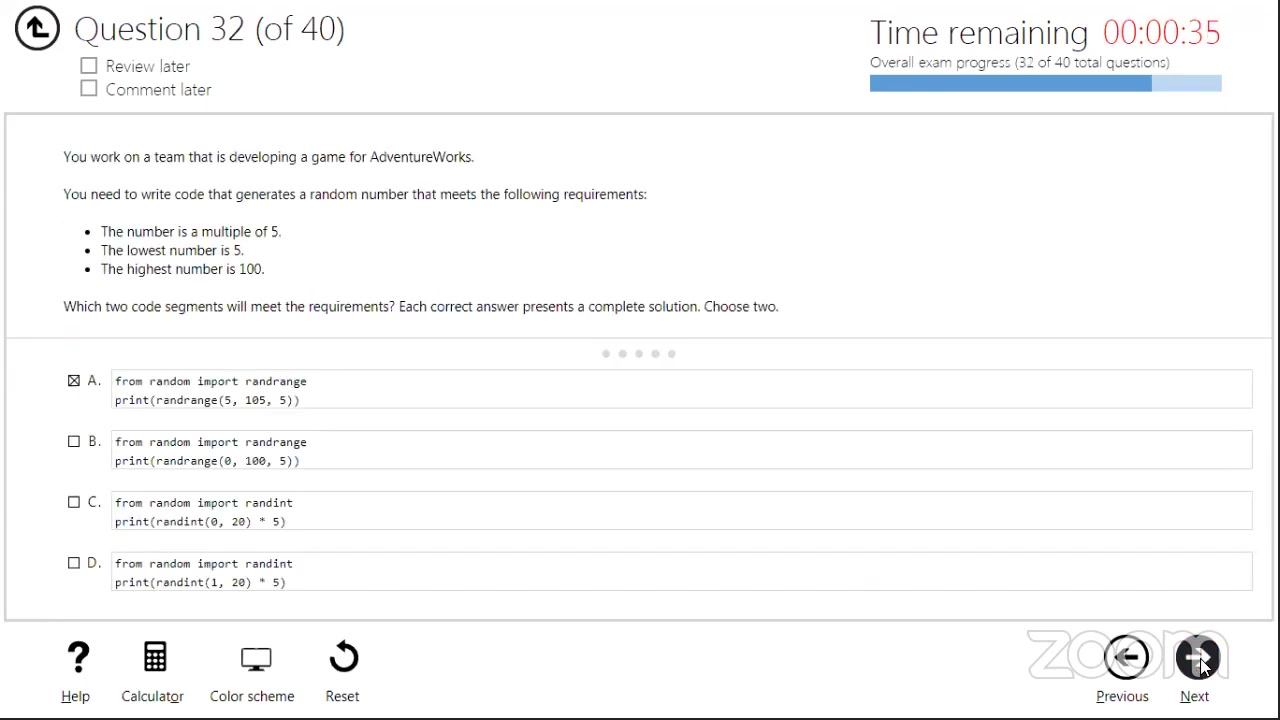 Question 32 (of 40)
Review later
Comment later
Time remaining 00:00:35
Overall exam progress (32 of 40 total questions)
You work on a team that is developing a game for AdventureWorks.
You need to write code that generates a random number that meets the following requirements:
• The number is a multiple of 5.
• The lowest number is 5.
• The highest number is 100.
Which two code segments will meet the requirements? Each correct answer presents a complete solution. Choose two.
A. from random import randrange
print(randrange(5, 105, 5))
B. from random import randrange
print(randrange(0, 100, 5))
C. from random import randint
print(randint(0, 20) * 5)
D. from random import randint
print(randint(1, 20) * 5)
Help
Calculator
Color scheme
Reset
zoom
Previous
Next